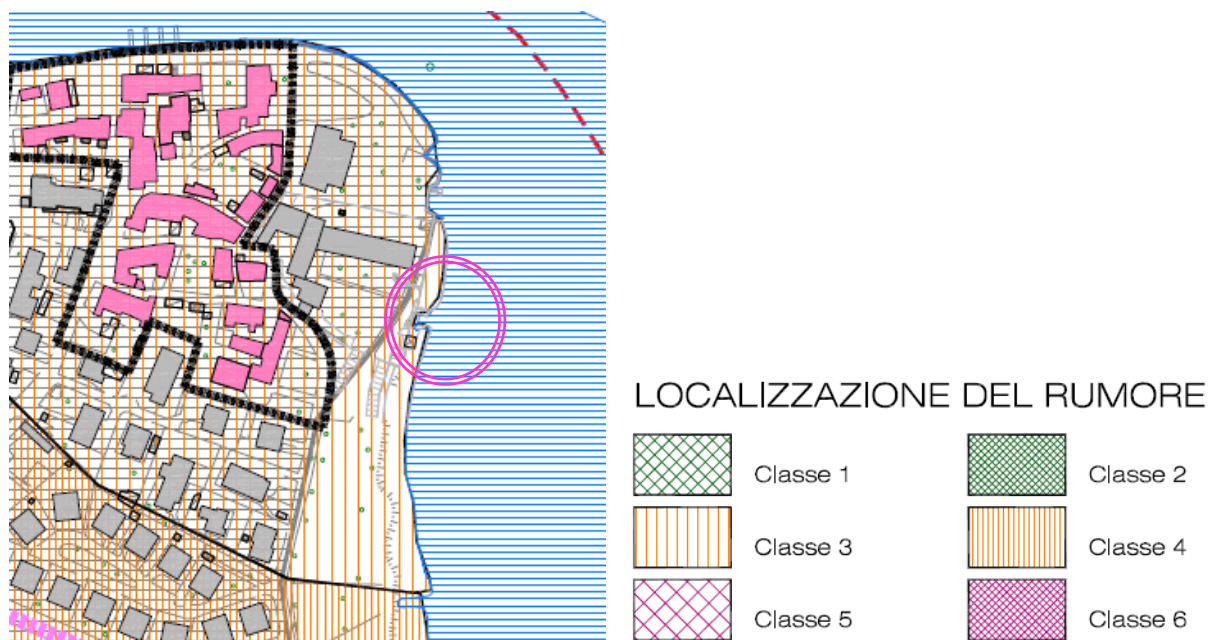 LOCALIZZAZIONE DEL RUMORE
Classe 1
Classe 2
Classe 3
Classe 4
Classe 5
Classe 6